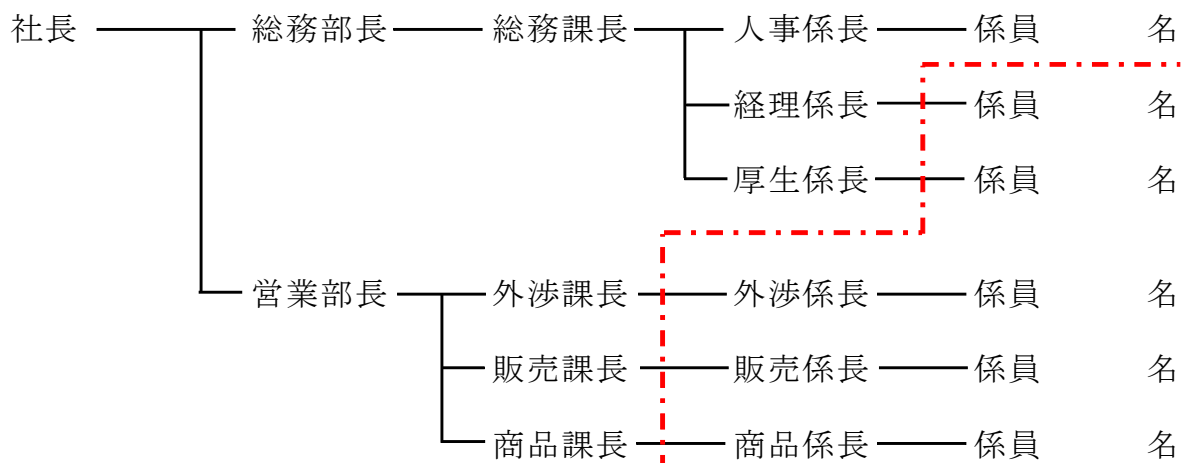 社長 総務部長 総務課長 人事係長 係員 名
経理係長 係員 名
厚生係長 係員 名
営業部長 外渉課長 外渉係長 係員 名
販売課長 販売係長 係員 名
商品課長 商品係長 係員 名